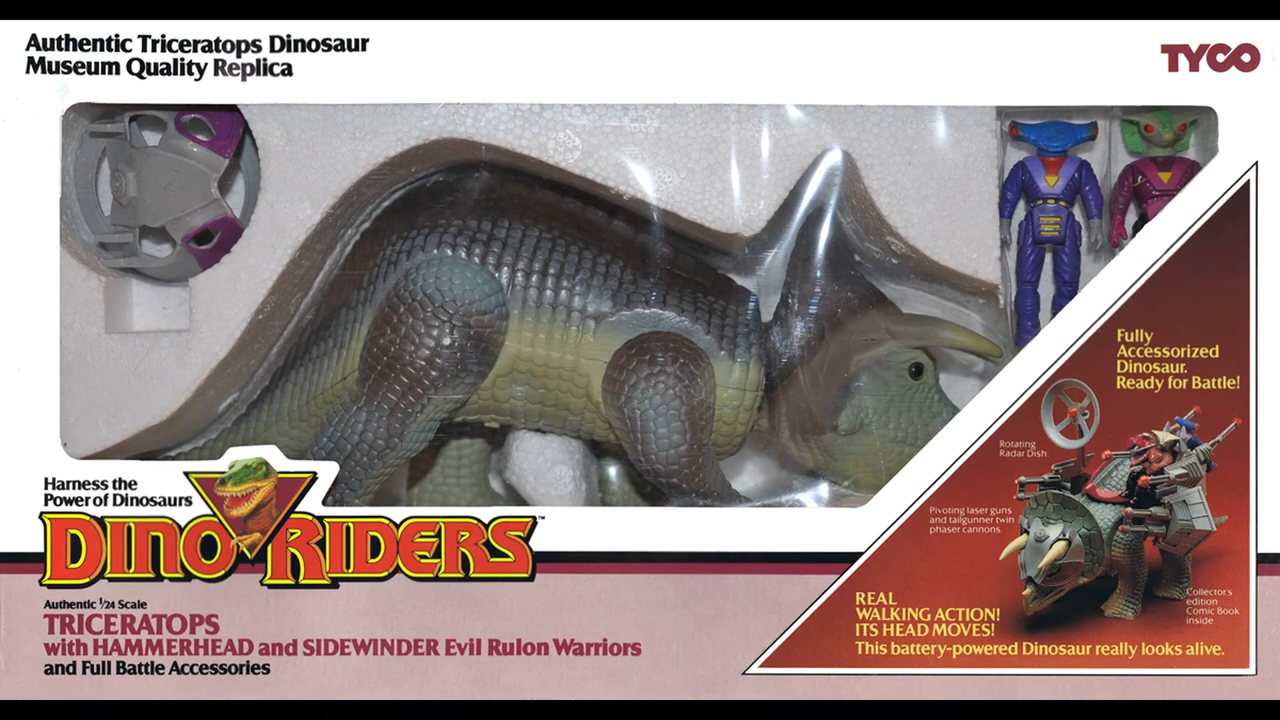 Authentic Triceratops Dinosaur
Museum Quality Replica
TYCO
Fully
Accessorized
Dinosaur.
Ready for Battle!
Rotating
Radar Dish.
Pivoting laser guns
and tailgunner twin
phaser cannons.
Collector's
edition
Comic Book
inside.
REAL
WALKING ACTION!
ITS HEAD MOVES!
This battery-powered Dinosaur really looks alive.
Harness the
Power of Dinosaurs
DINO RIDERS™
Authentic 1/24 Scale
TRICERATOPS
with HAMMERHEAD and SIDEWINDER Evil Rulon Warriors
and Full Battle Accessories